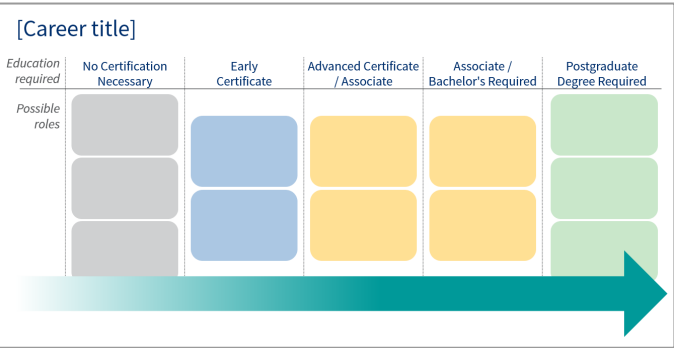 [Career title]
Education
required
No Certification
Necessary
Early
Certificate
Advanced Certificate
/ Associate
Associate /
Bachelor's Required
Postgraduate
Degree Required
Possible
roles